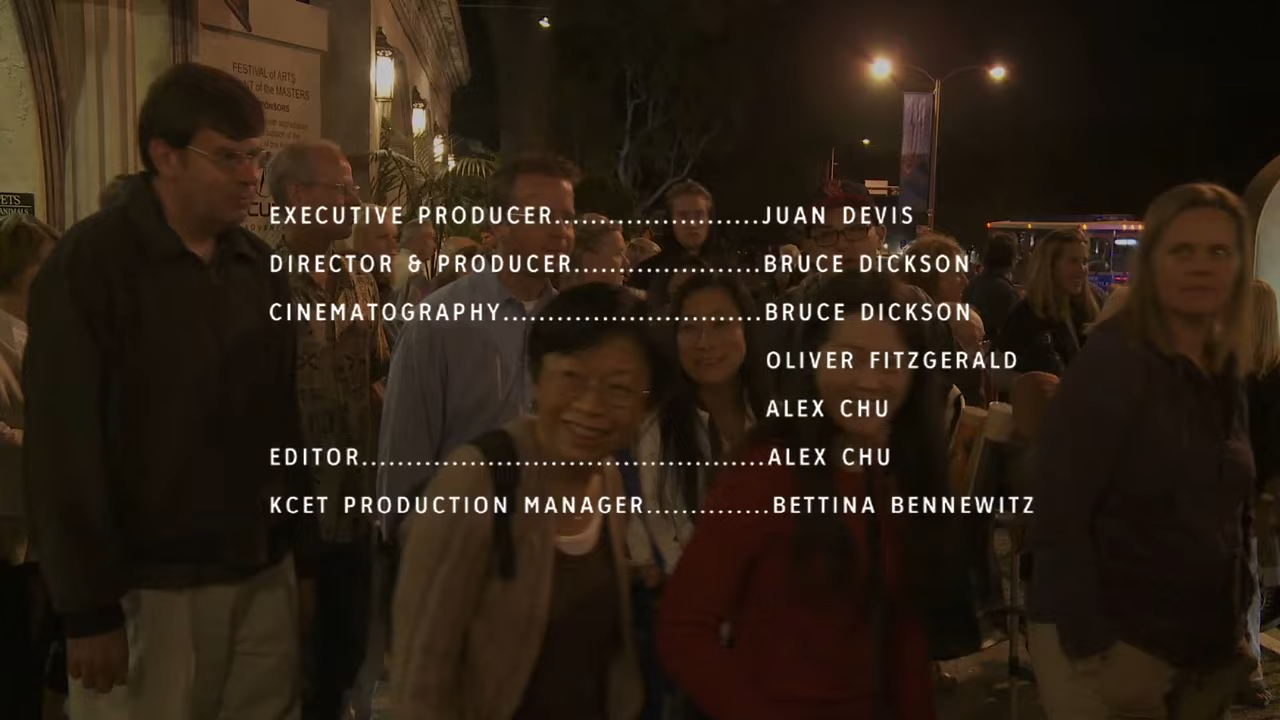 FESTIVAL of ARTS
of the MASTERS
EXECUTIVE PRODUCER.......................JUAN DEVIS
DIRECTOR & PRODUCER.....................BRUCE DICKSON
CINEMATOGRAPHY.............................BRUCE DICKSON
OLIVER FITZGERALD
ALEX CHU
EDITOR.............................................ALEX CHU
KCET PRODUCTION MANAGER..............BETTINA BENNEWITZ